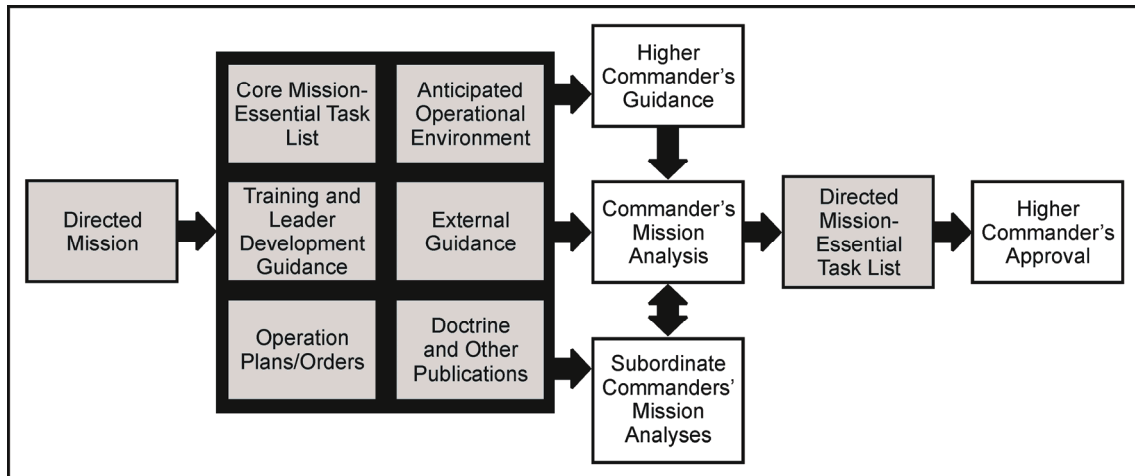 Directed
Mission
Core Mission-
Essential Task
List
Anticipated
Operational
Environment
Training and
Leader
Development
Guidance
External
Guidance
Operation
Plans/Orders
Doctrine
and Other
Publications
Higher
Commander's
Guidance
Commander's
Mission
Analysis
Subordinate
Commanders'
Mission
Analyses
Directed
Mission-
Essential
Task List
Higher
Commander's
Approval